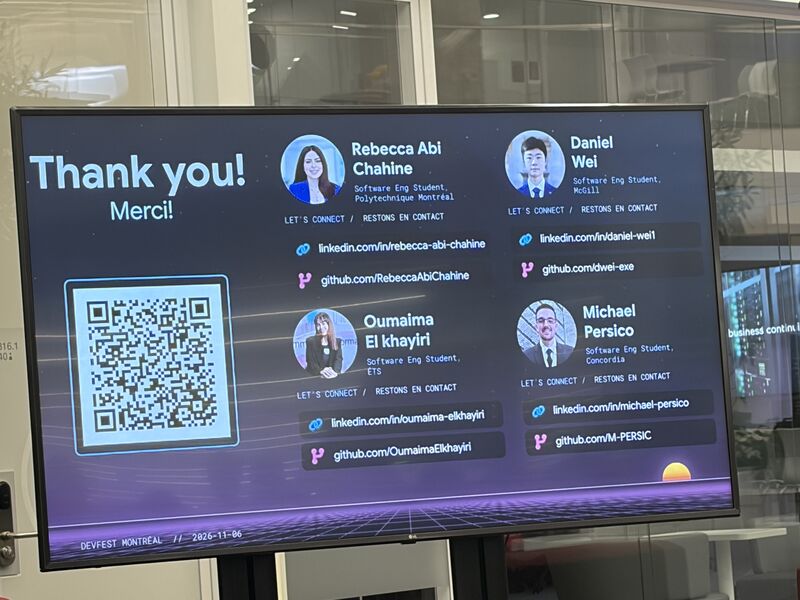 Thank you!
Merci!
Rebecca Abi
Chahine
Software Eng Student,
Polytechnique Montréal
LET'S CONNECT / RESTONS EN CONTACT
linkedin.com/in/rebecca-abi-chahine
github.com/RebeccaAbiChahine
Daniel
Wei
Software Eng Student,
McGill
LET'S CONNECT / RESTONS EN CONTACT
linkedin.com/in/daniel-wei1
github.com/dwei-exe
Oumaima
El khayiri
Software Eng Student,
ÉTS
LET'S CONNECT / RESTONS EN CONTACT
linkedin.com/in/oumaima-elkhayiri
github.com/OumaimaElkhayiri
Michael
Persico
Software Eng Student,
Concordia
LET'S CONNECT / RESTONS EN CONTACT
linkedin.com/in/michael-persico
github.com/M-PERSIC
DEVFEST MONTRÉAL // 2026-11-06
LG
business